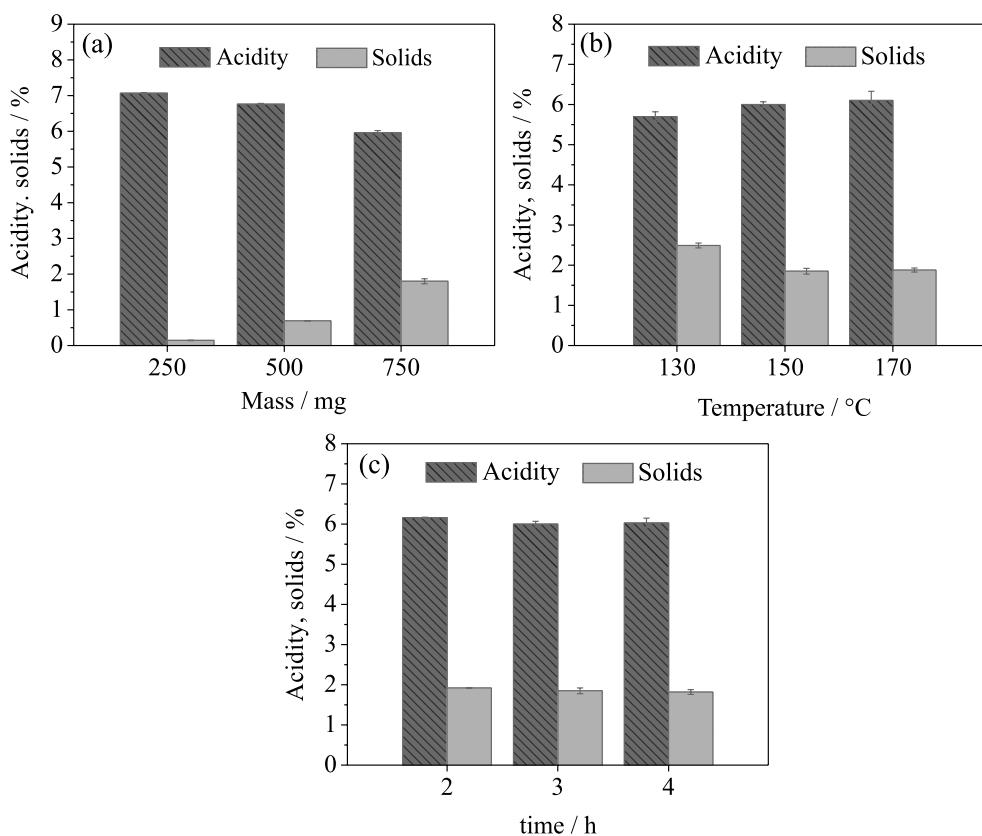 (a)
Acidity Solids
9
8
7
6
5
4
3
2
1
0
Acidity. solids / %
250 500 750
Mass / mg
(b)
Acidity Solids
8
7
6
5
4
3
2
1
0
Acidity, solids / %
130 150 170
Temperature / °C
(c)
Acidity Solids
8
7
6
5
4
3
2
1
0
Acidity, solids / %
2 3 4
time / h